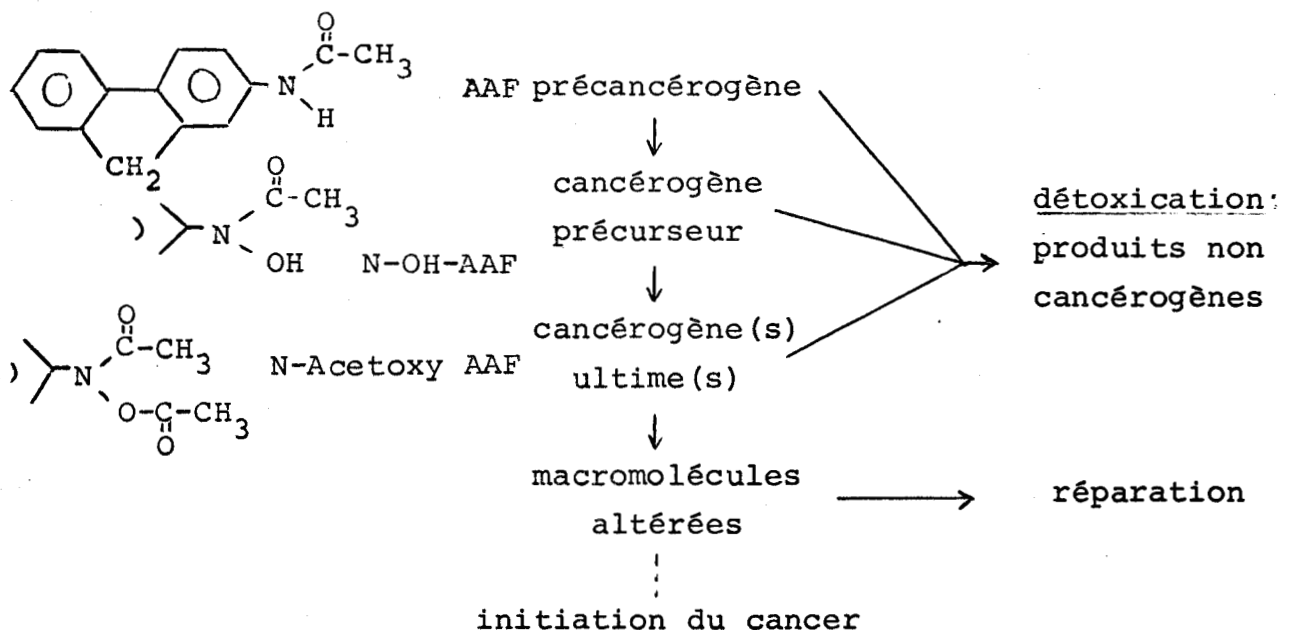 O
C-CH3
N
H
CH2
AAF précancérogène
O
C-CH3
) N
OH
N-OH-AAF
cancérogène
précurseur
détoxication:
produits non
cancérogènes
O
C-CH3
) N
O-C-CH3
O
N-Acetoxy AAF
cancérogène(s)
ultime(s)
macromolécules
altérées
réparation
initiation du cancer